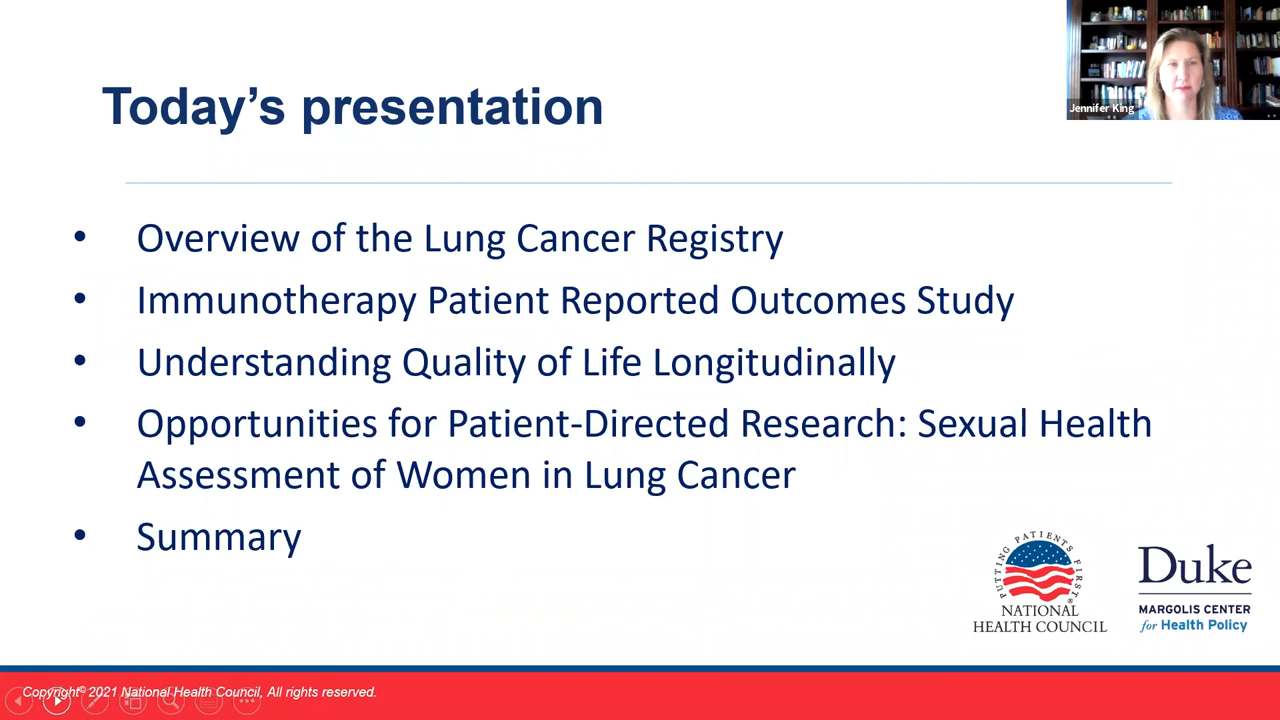 Today’s presentation
Jennifer King
• Overview of the Lung Cancer Registry
• Immunotherapy Patient Reported Outcomes Study
• Understanding Quality of Life Longitudinally
• Opportunities for Patient-Directed Research: Sexual Health
Assessment of Women in Lung Cancer
• Summary
PUTTING PATIENTS FIRST®
NATIONAL
HEALTH COUNCIL
Duke
MARGOLIS CENTER
for Health Policy
Copyright© 2021 National Health Council, All rights reserved.